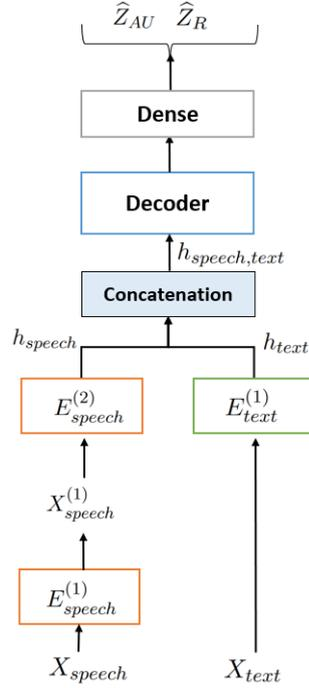 Ẑ_AU Ẑ_R
Dense
Decoder
h_speech,text
Concatenation
h_speech h_text
E_speech^(2) E_text^(1)
X_speech^(1)
E_speech^(1)
X_speech X_text